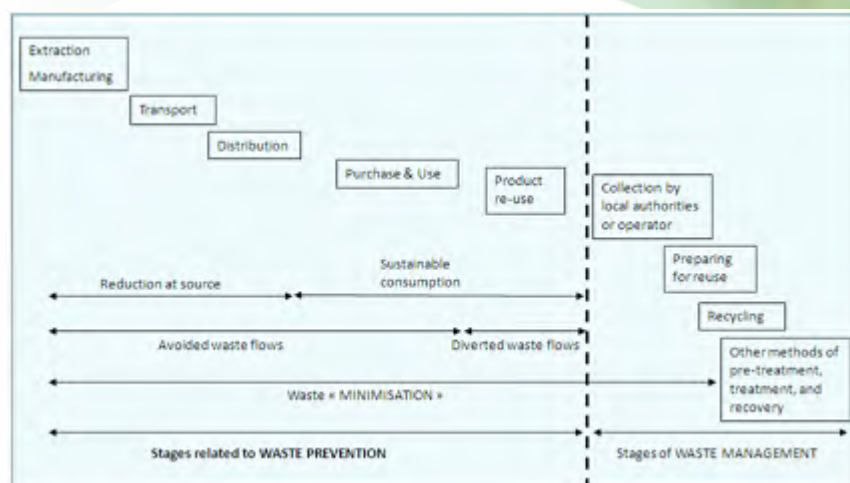 Extraction
Manufacturing
Transport
Distribution
Purchase & Use
Product
re-use
Collection by
local authorities
or operator
Preparing
for reuse
Recycling
Other methods of
pre-treatment,
treatment, and
recovery
Reduction at source
Sustainable
consumption
Avoided waste flows
Diverted waste flows
Waste « MINIMISATION »
Stages related to WASTE PREVENTION
Stages of WASTE MANAGEMENT